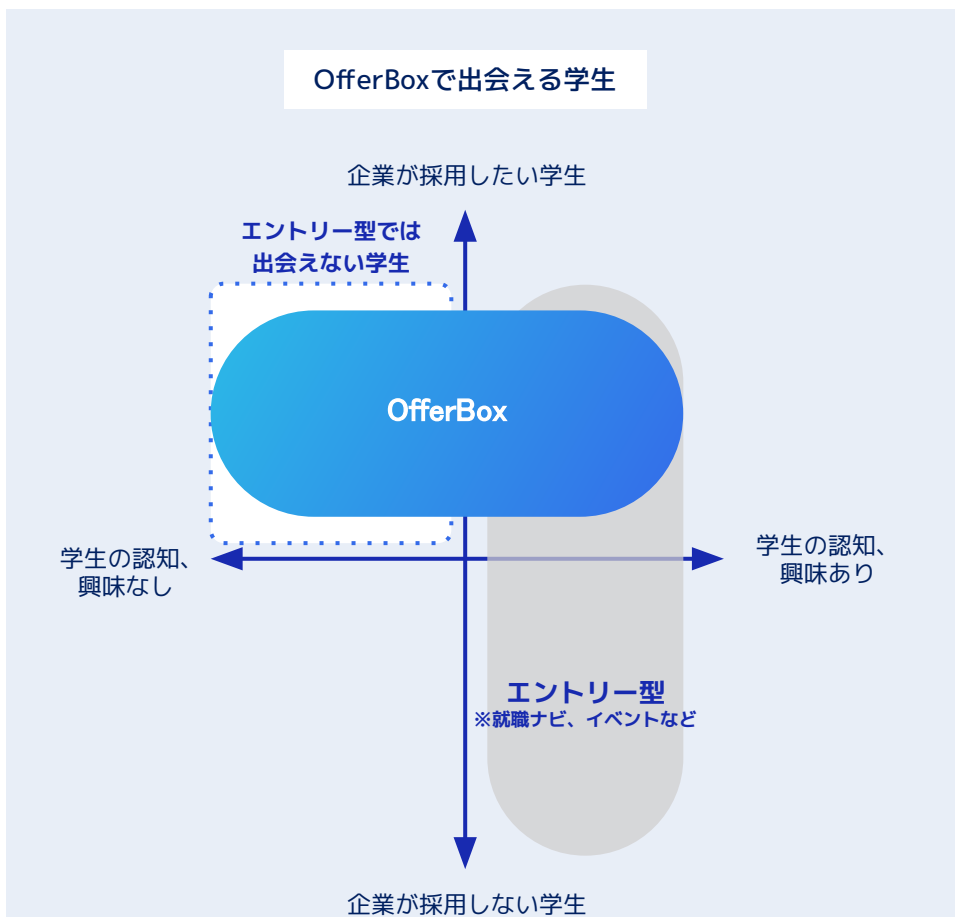 OfferBoxで出会える学生
企業が採用したい学生
エントリー型では
出会えない学生
OfferBox
学生の認知、
興味なし
学生の認知、
興味あり
エントリー型
※就職ナビ、イベントなど
企業が採用しない学生